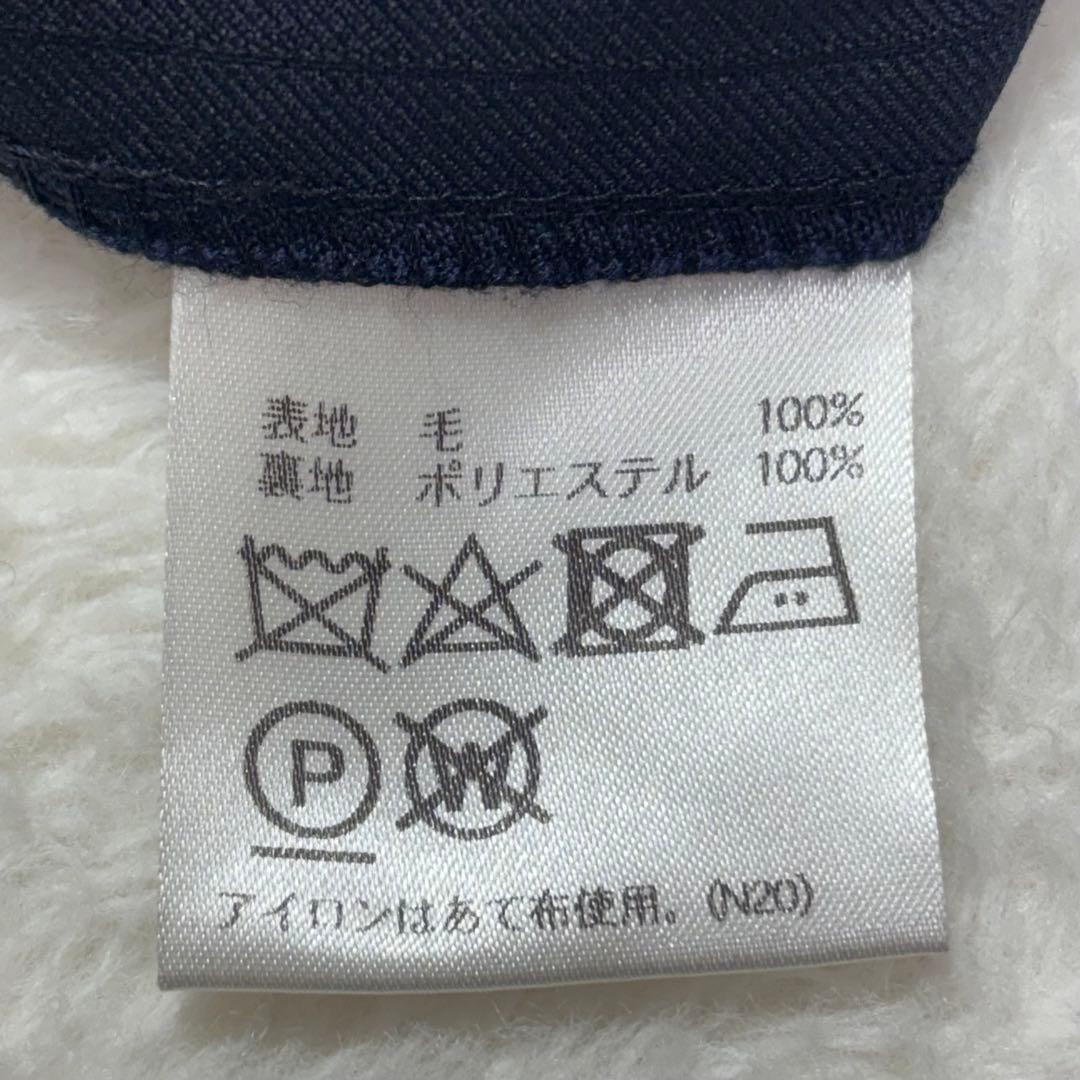 表地 毛 100%
裏地 ポリエステル 100%
P W
アイロンはあて布使用。(N20)